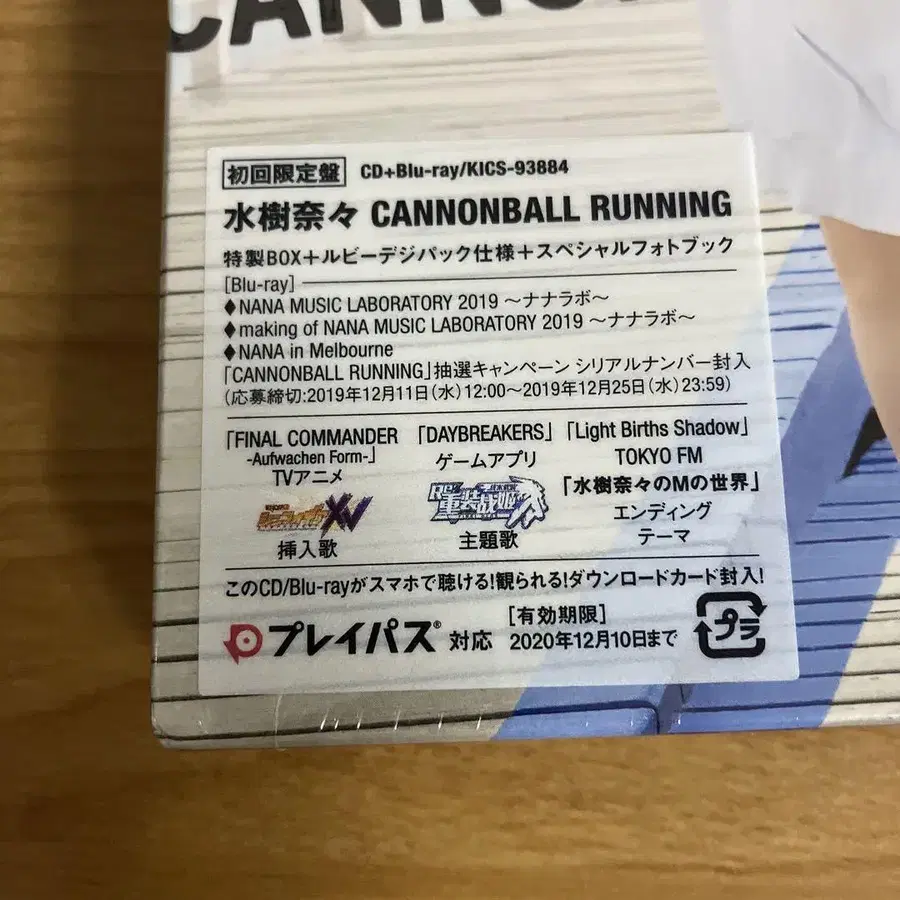 CANNO
初回限定盤 CD+Blu-ray/KICS-93884
水樹奈々 CANNONBALL RUNNING
特製BOX+ルビーデジパック仕様+スペシャルフォトブック
[Blu-ray]
♦NANA MUSIC LABORATORY 2019 〜ナナラボ〜
♦making of NANA MUSIC LABORATORY 2019 〜ナナラボ〜
♦NANA in Melbourne
「CANNONBALL RUNNING」抽選キャンペーン シリアルナンバー封入
(応募締切:2019年12月11日(水)12:00〜2019年12月25日(水)23:59)
「FINAL COMMANDER
-Aufwachen Form-」
TVアニメ
XV
挿入歌
「DAYBREAKERS」
ゲームアプリ
重装战姬
主題歌
「Light Births Shadow」
TOKYO FM
「水樹奈々のMの世界」
エンディング
テーマ
このCD/Blu-rayがスマホで聴ける!観られる!ダウンロードカード封入!
プレイパス® 対応
[有効期限]
2020年12月10日まで
プラ